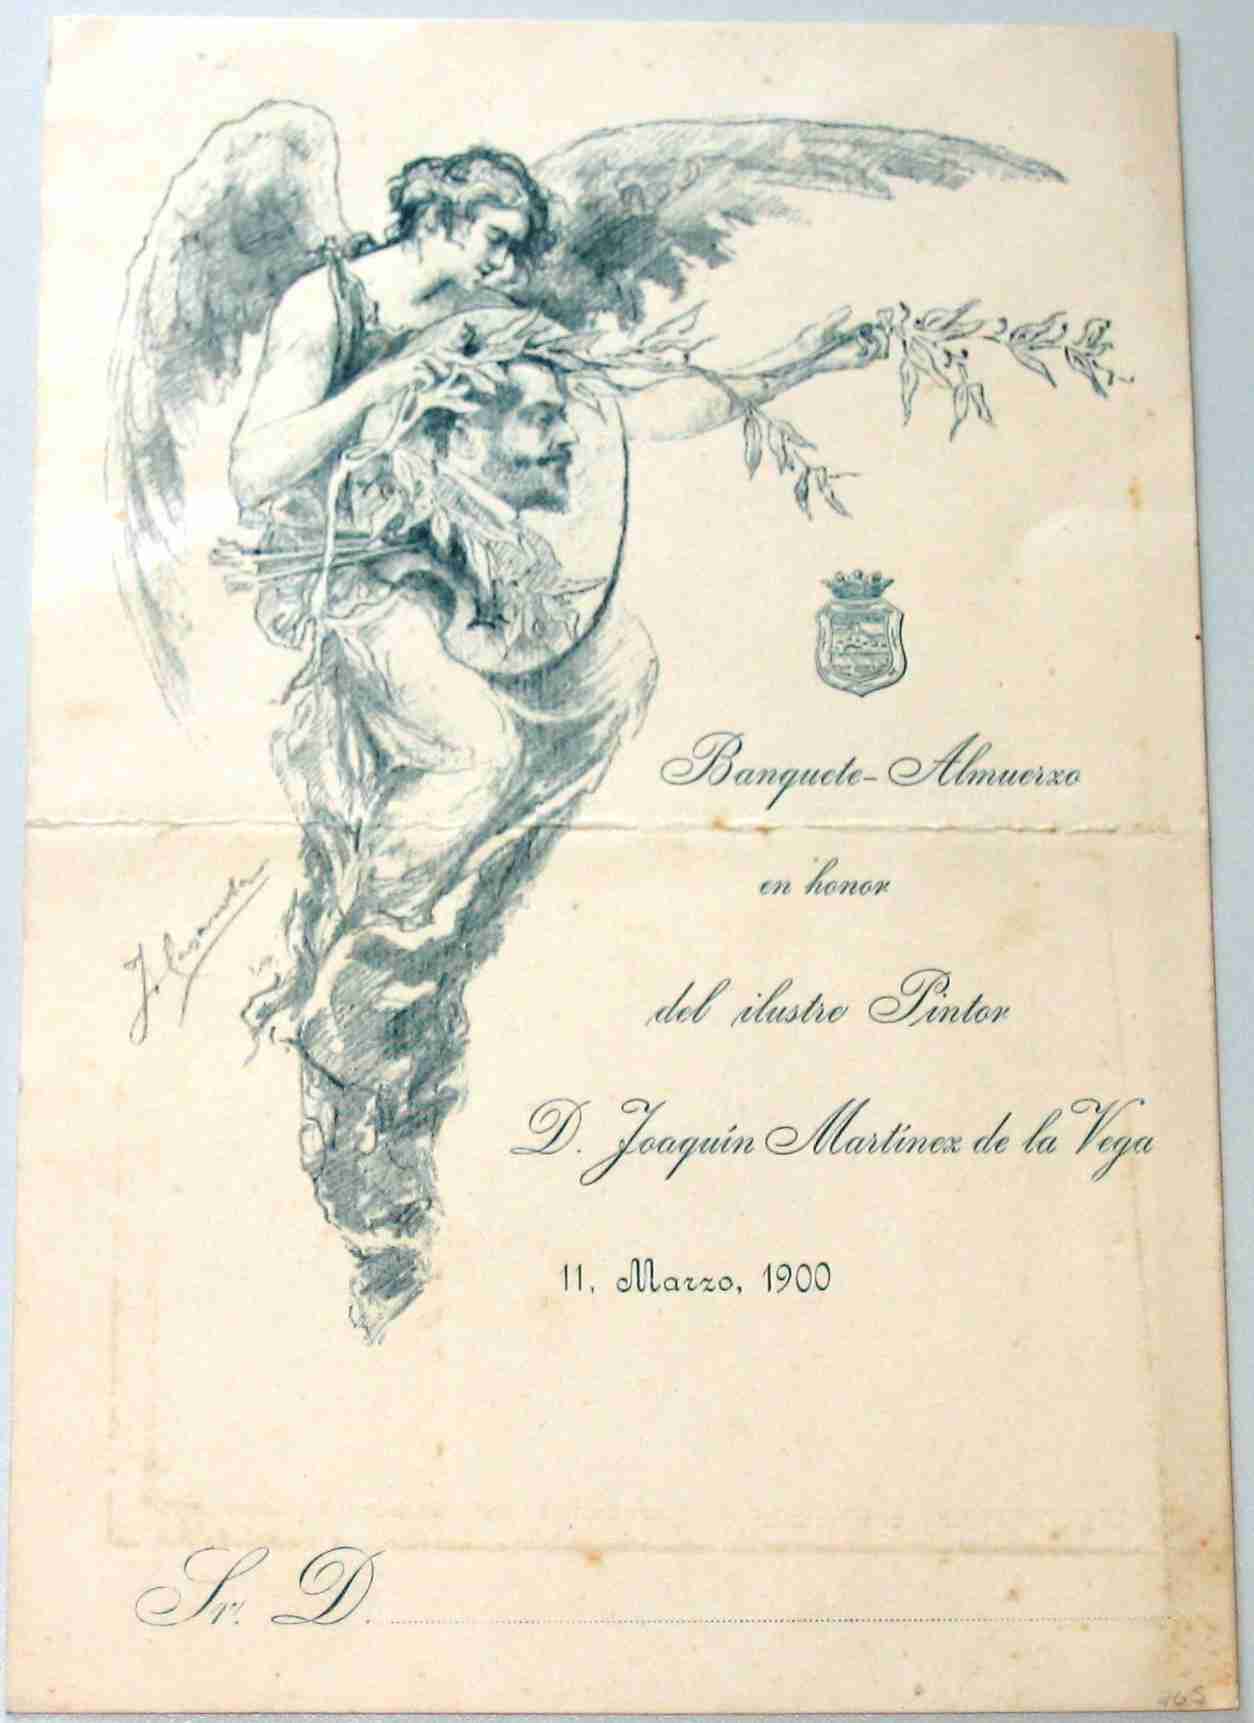 Banquete-Almuerzo
en honor
del ilustre Pintor
D. Joaquín Martínez de la Vega
11, Marzo, 1900
Sr. D.